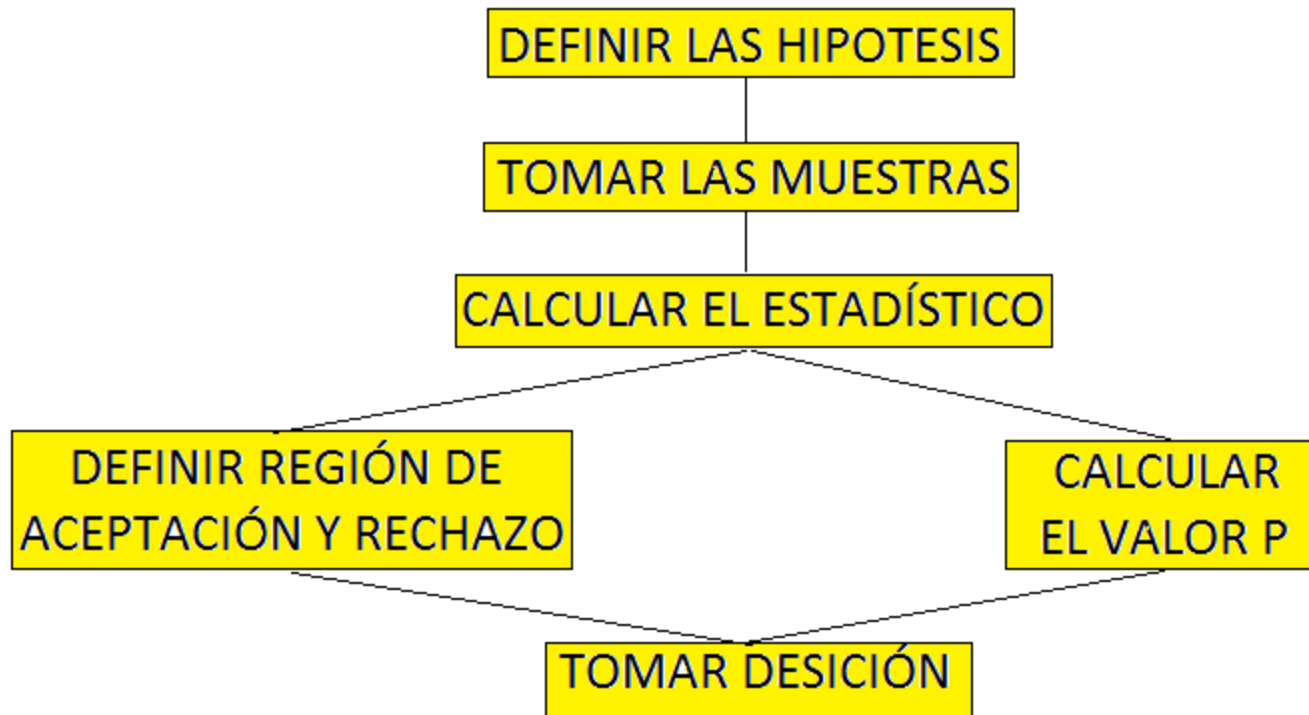 DEFINIR LAS HIPOTESIS
TOMAR LAS MUESTRAS
CALCULAR EL ESTADÍSTICO
DEFINIR REGIÓN DE
ACEPTACIÓN Y RECHAZO
CALCULAR
EL VALOR P
TOMAR DESICIÓN